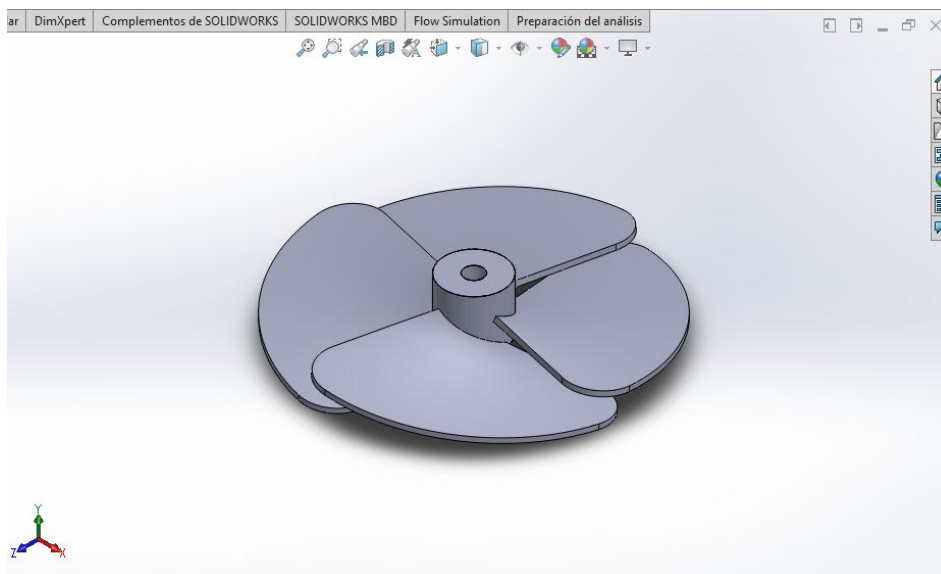 ar DimXpert Complementos de SOLIDWORKS SOLIDWORKS MBD Flow Simulation Preparación del análisis
Y
Z X